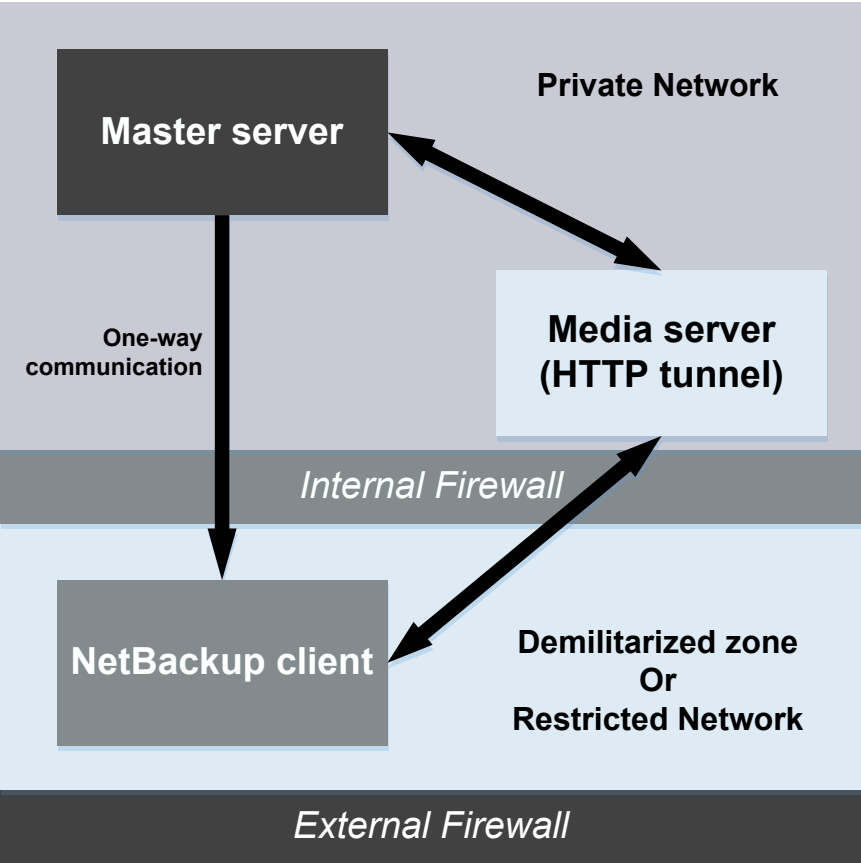 Master server
Private Network
One-way
communication
Media server
(HTTP tunnel)
Internal Firewall
NetBackup client
Demilitarized zone
Or
Restricted Network
External Firewall